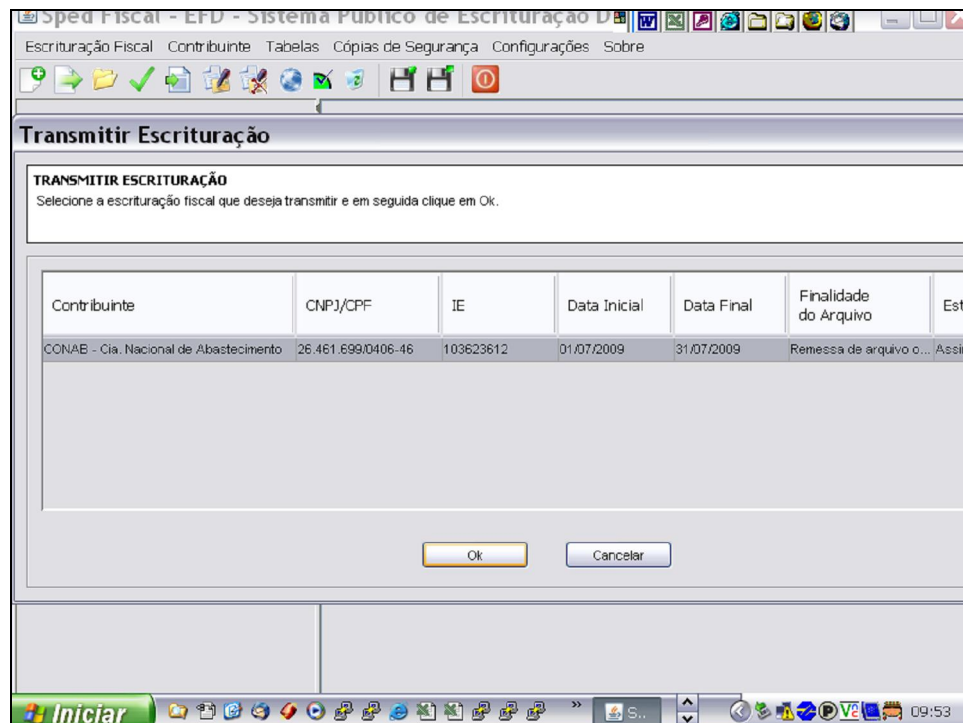 Sped Fiscal - EFD - Sistema Público de Escrituração D
Escrituração Fiscal Contribuinte Tabelas Cópias de Segurança Configurações Sobre
Transmitir Escrituração
TRANSMITIR ESCRITURAÇÃO
Selecione a escrituração fiscal que deseja transmitir e em seguida clique em Ok.
Contribuinte CNPJ/CPF IE Data Inicial Data Final Finalidade do Arquivo Est
CONAB - Cia. Nacional de Abastecimento 26.461.699/0406-46 103623612 01/07/2009 31/07/2009 Remessa de arquivo o... Assi
Ok Cancelar
Iniciar » S.. 09:53